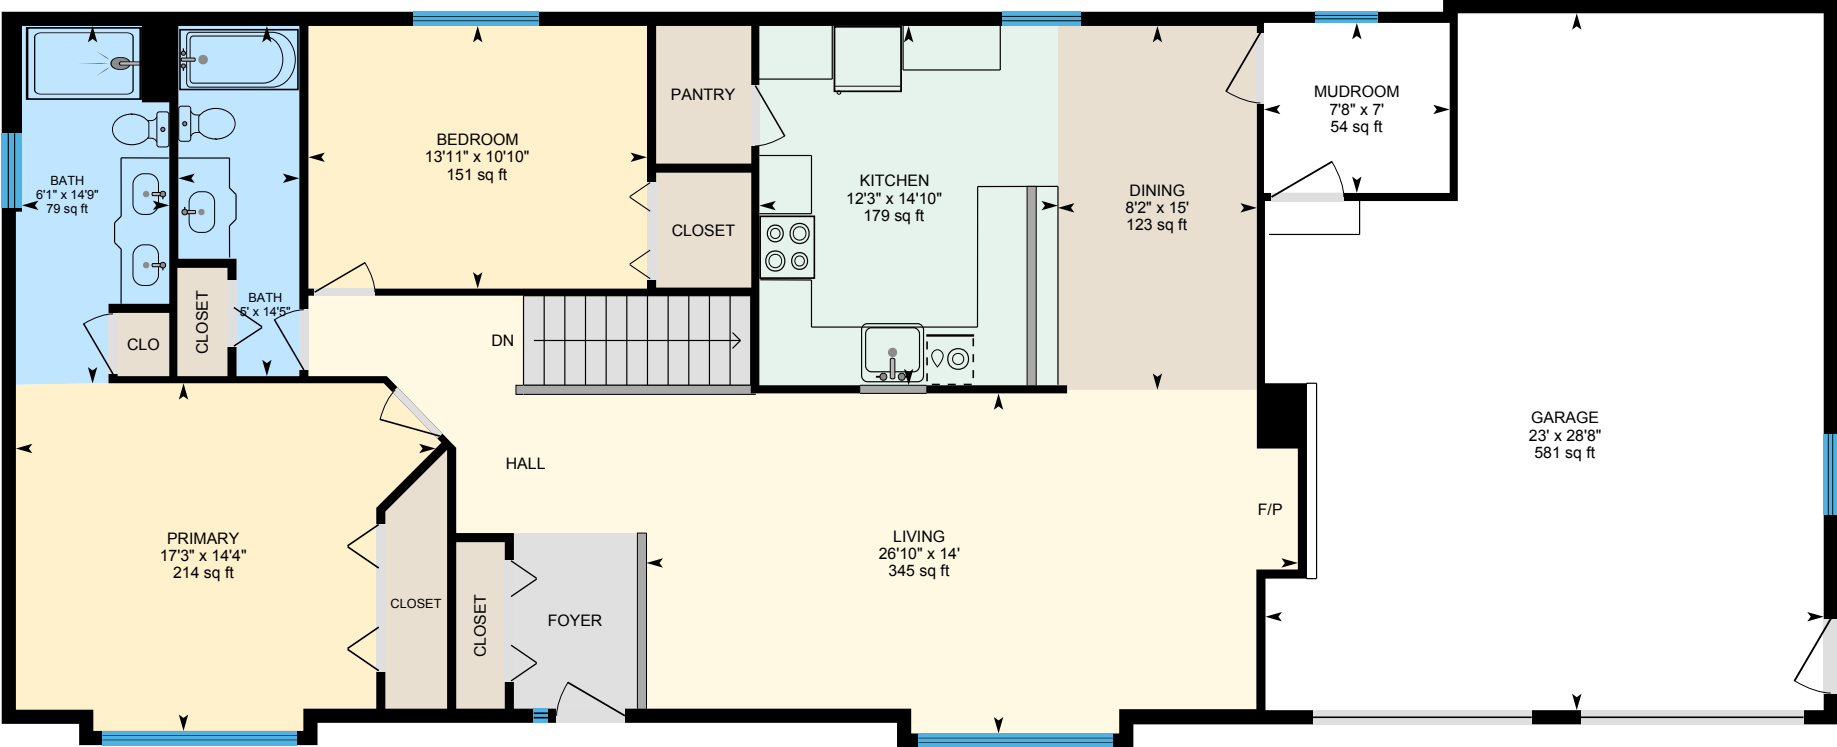 BATH
6'1" x 14'9"
79 sq ft
CLO
CLOSET
BATH
5' x 14'5"
BEDROOM
13'11" x 10'10"
151 sq ft
PANTRY
CLOSET
DN
KITCHEN
12'3" x 14'10"
179 sq ft
DINING
8'2" x 15'
123 sq ft
MUDROOM
7'8" x 7'
54 sq ft
GARAGE
23' x 28'8"
581 sq ft
HALL
PRIMARY
17'3" x 14'4"
214 sq ft
CLOSET
CLOSET
FOYER
LIVING
26'10" x 14'
345 sq ft
F/P